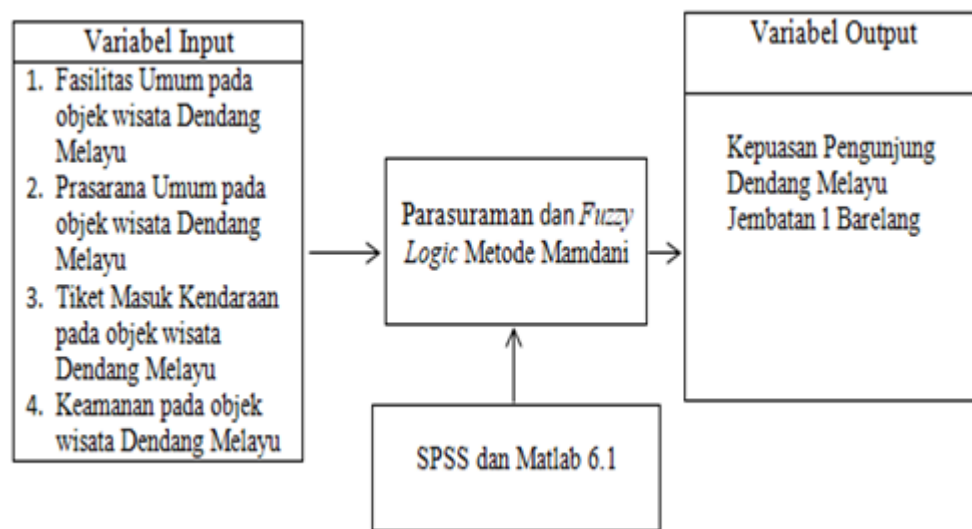 Variabel Input
1. Fasilitas Umum pada
objek wisata Dendang
Melayu
2. Prasarana Umum pada
objek wisata Dendang
Melayu
3. Tiket Masuk Kendaraan
pada objek wisata
Dendang Melayu
4. Keamanan pada objek
wisata Dendang Melayu
Parasuraman dan Fuzzy
Logic Metode Mamdani
SPSS dan Matlab 6.1
Variabel Output
Kepuasan Pengunjung
Dendang Melayu
Jembatan 1 Barelang